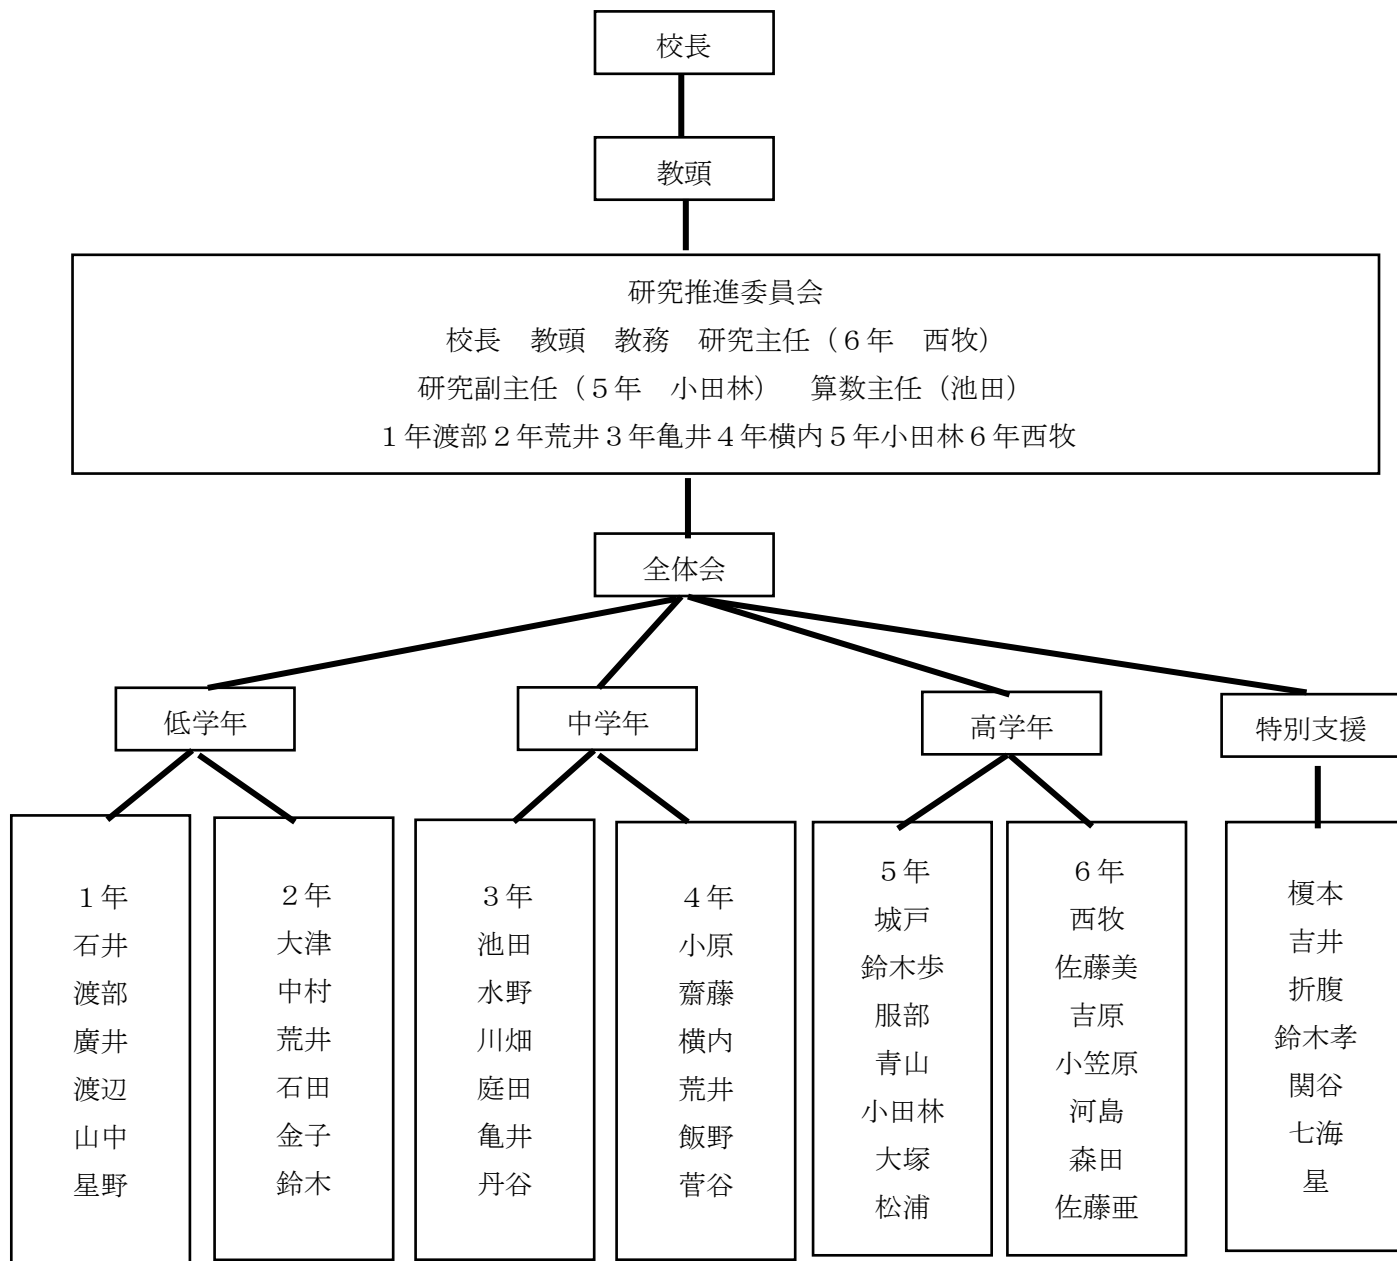 校長
教頭
研究推進委員会
校長　教頭　教務　研究主任（６年　西牧）
研究副主任（５年　小田林）　算数主任（池田）
１年渡部２年荒井３年亀井４年横内５年小田林６年西牧
全体会
低学年
中学年
高学年
特別支援
１年
石井
渡部
廣井
渡辺
山中
星野
２年
大津
中村
荒井
石田
金子
鈴木
３年
池田
水野
川畑
庭田
亀井
丹谷
４年
小原
齋藤
横内
荒井
飯野
菅谷
５年
城戸
鈴木歩
服部
青山
小田林
大塚
松浦
６年
西牧
佐藤美
吉原
小笠原
河島
森田
佐藤亜
榎本
吉井
折腹
鈴木孝
関谷
七海
星